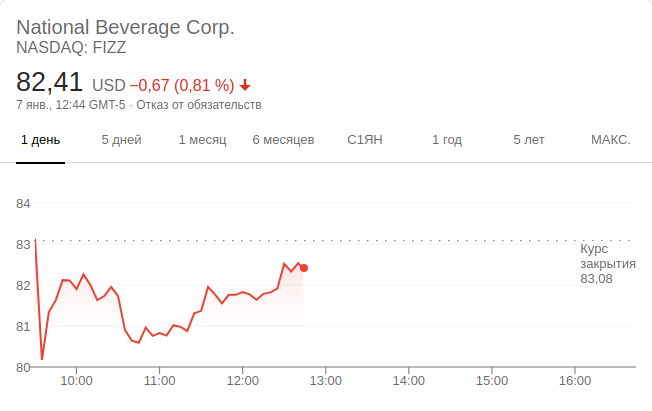 National Beverage Corp.
NASDAQ: FIZZ
82,41 USD −0,67 (0,81 %)
7 янв., 12:44 GMT-5 · Отказ от обязательств
1 день 5 дней 1 месяц 6 месяцев С1ЯН 1 год 5 лет МАКС.
84
83
82
81
80
Курс
закрытия
83,08
10:00 11:00 12:00 13:00 14:00 15:00 16:00